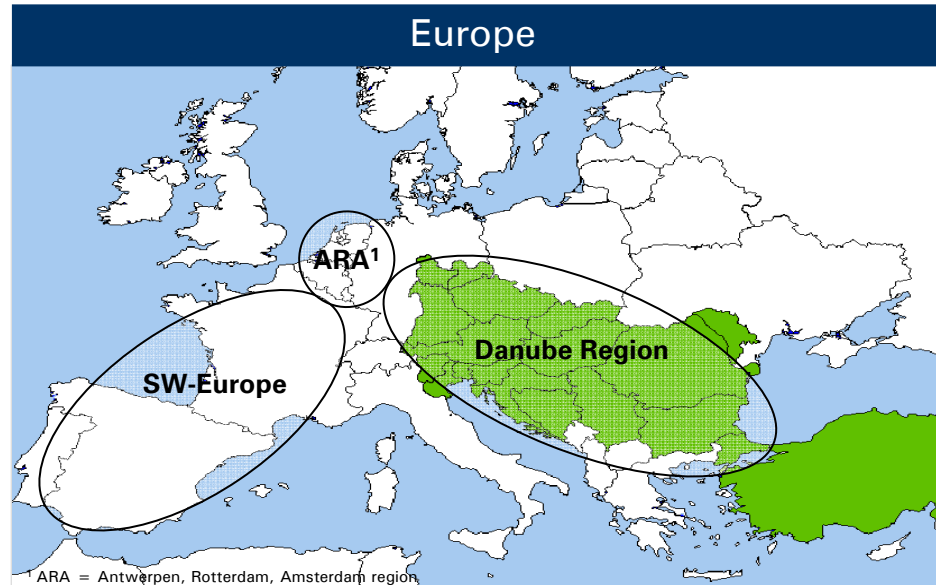 Europe
ARA¹
Danube Region
SW-Europe
¹ ARA = Antwerpen, Rotterdam, Amsterdam region